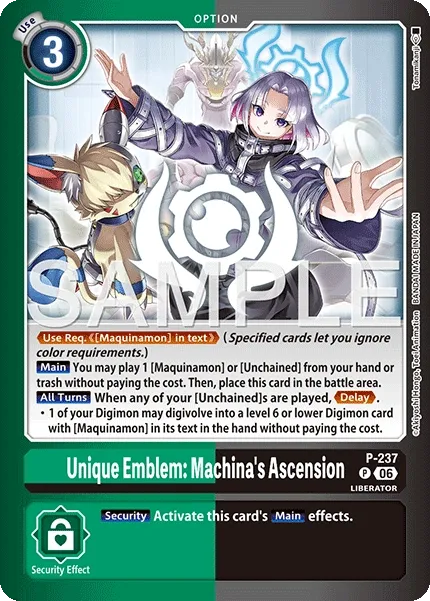 OPTION
Use
3
Tonamikanji
SAMPLE
©Akiyoshi Hongo, Toei Animation BANDAI MADE IN JAPAN
Use Req. 《[Maquinamon] in text》 (Specified cards let you ignore
color requirements.)
Main You may play 1 [Maquinamon] or [Unchained] from your hand or
trash without paying the cost. Then, place this card in the battle area.
All Turns When any of your [Unchained]s are played, Delay.
・1 of your Digimon may digivolve into a level 6 or lower Digimon card
with [Maquinamon] in its text in the hand without paying the cost.
Unique Emblem: Machina's Ascension
P-237
P 06
LIBERATOR
Security Activate this card's Main effects.
Security Effect